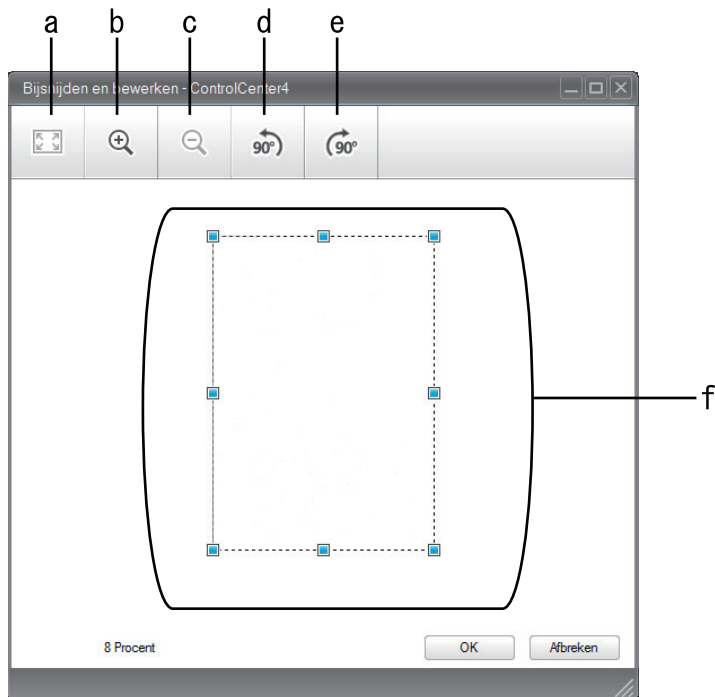 a b c d e
Bijsnijden en bewerken - ControlCenter4
90° 90°
f
8 Procent OK Afbreken